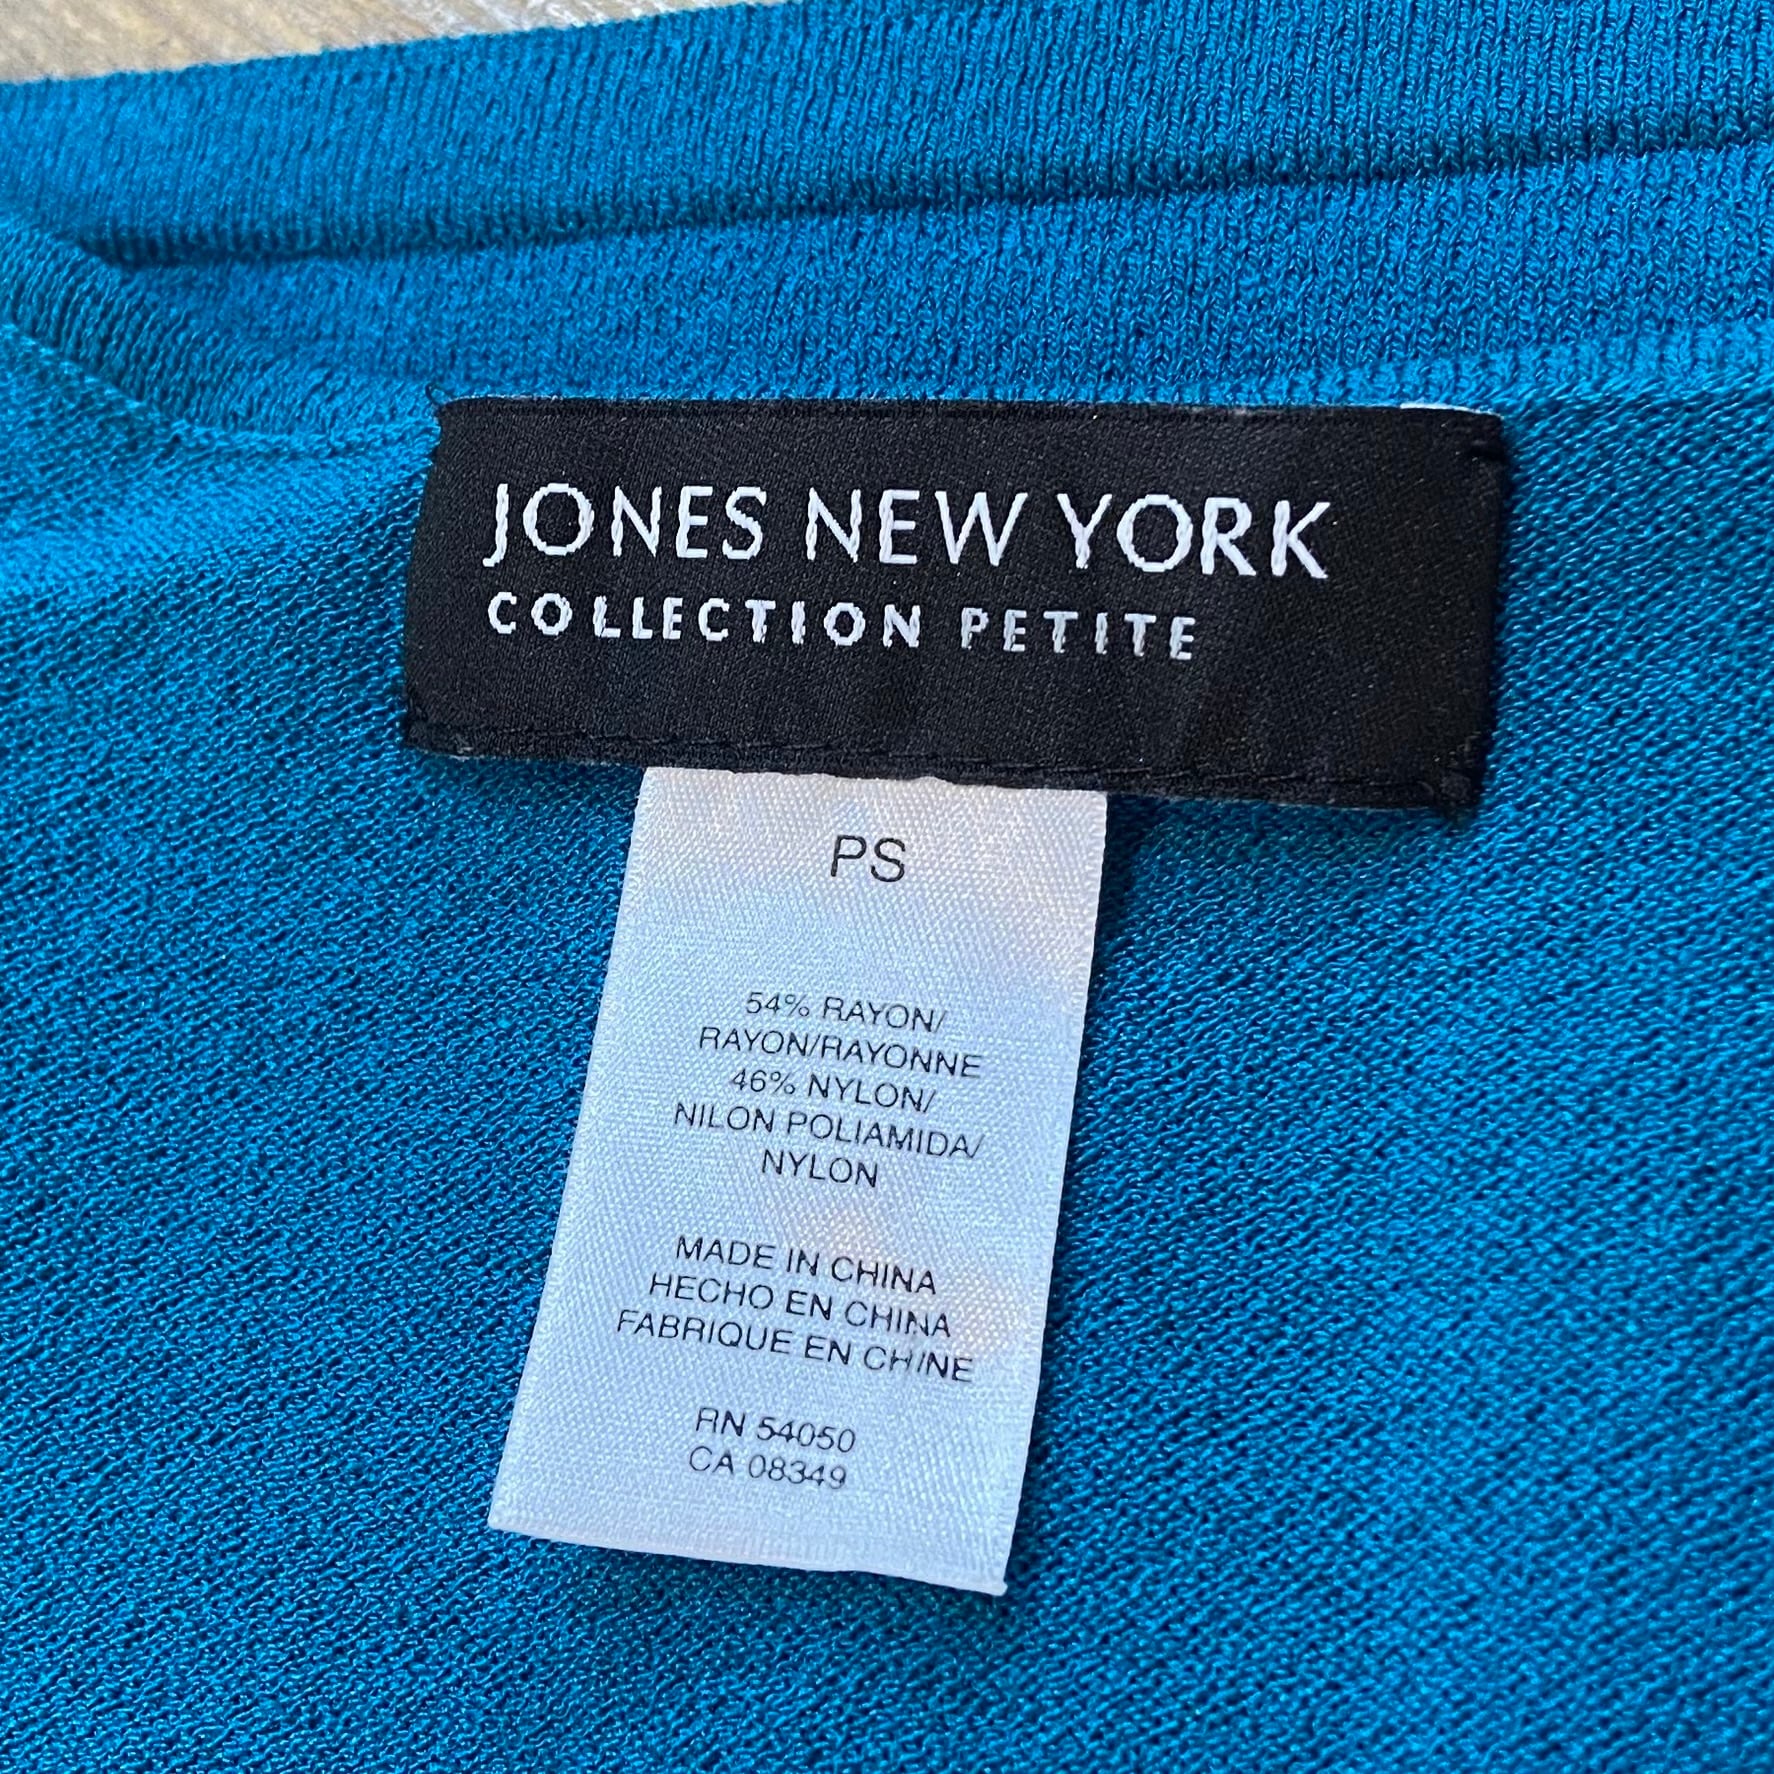 JONES NEW YORK
COLLECTION PETITE
PS
54% RAYON/
RAYON/RAYONNE
46% NYLON/
NILON POLIAMIDA/
NYLON
MADE IN CHINA
HECHO EN CHINA
FABRIQUE EN CHINE
RN 54050
CA 08349